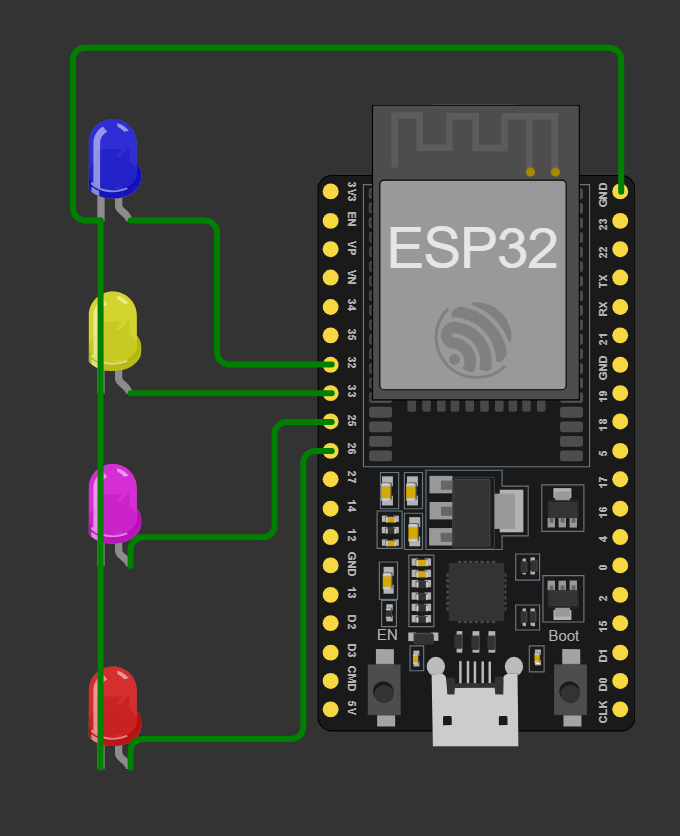 ESP32
3V3
EN
VP
VN
34
35
32
33
25
26
27
14
12
GND
13
D2
D3
CMD
5V
GND
23
22
TX
RX
21
GND
19
18
5
17
16
4
0
2
15
D1
D0
CLK
EN
Boot